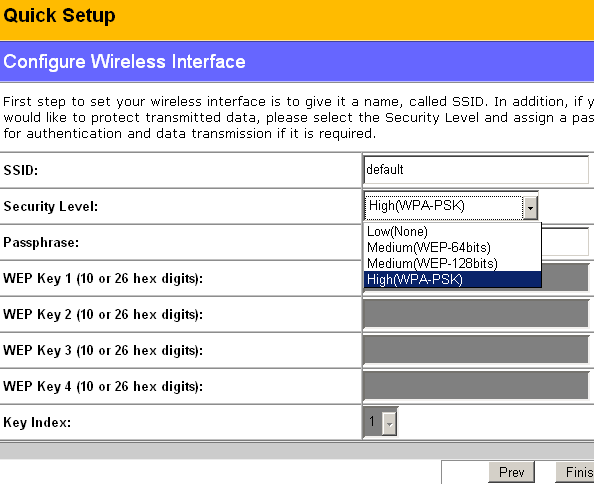 Quick Setup
Configure Wireless Interface
First step to set your wireless interface is to give it a name, called SSID. In addition, if y
would like to protect transmitted data, please select the Security Level and assign a pas
for authentication and data transmission if it is required.
SSID: default
Security Level: High(WPA-PSK)
Low(None)
Passphrase:
Medium(WEP-64bits)
Medium(WEP-128bits)
WEP Key 1 (10 or 26 hex digits): High(WPA-PSK)
WEP Key 2 (10 or 26 hex digits):
WEP Key 3 (10 or 26 hex digits):
WEP Key 4 (10 or 26 hex digits):
Key Index: 1
Prev Finis